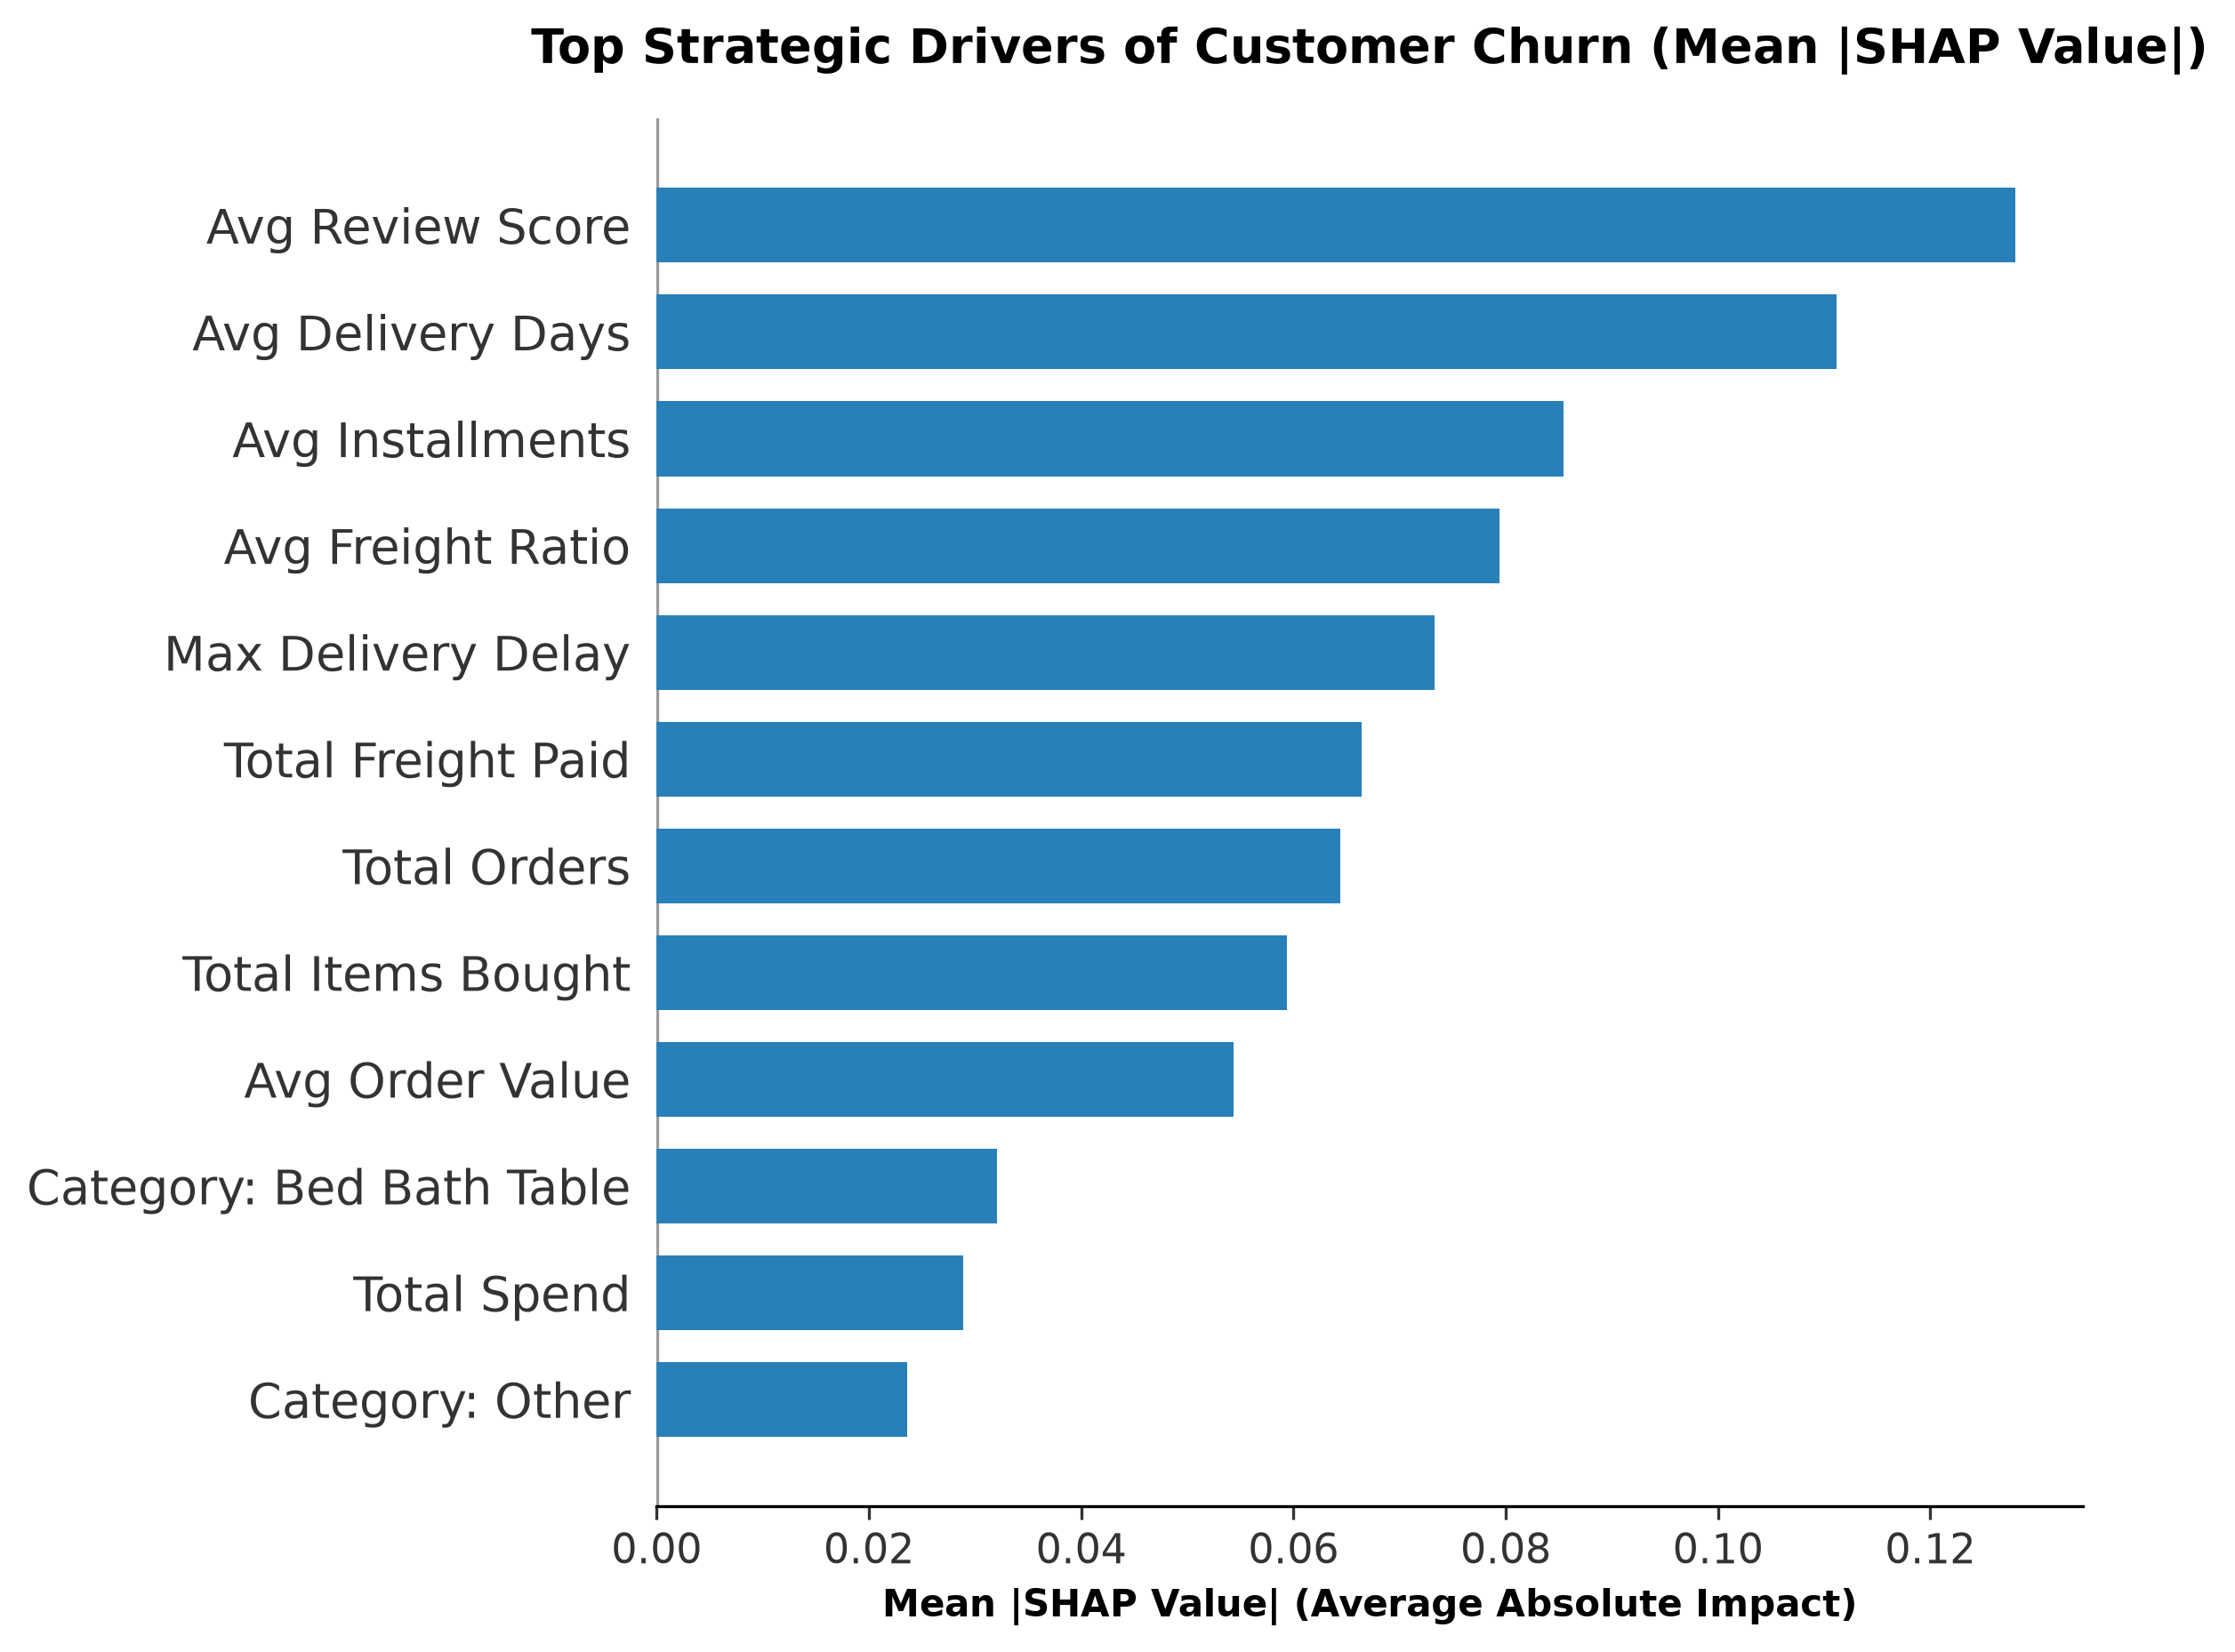 Top Strategic Drivers of Customer Churn (Mean |SHAP Value|)
Avg Review Score
Avg Delivery Days
Avg Installments
Avg Freight Ratio
Max Delivery Delay
Total Freight Paid
Total Orders
Total Items Bought
Avg Order Value
Category: Bed Bath Table
Total Spend
Category: Other
0.00 0.02 0.04 0.06 0.08 0.10 0.12
Mean |SHAP Value| (Average Absolute Impact)